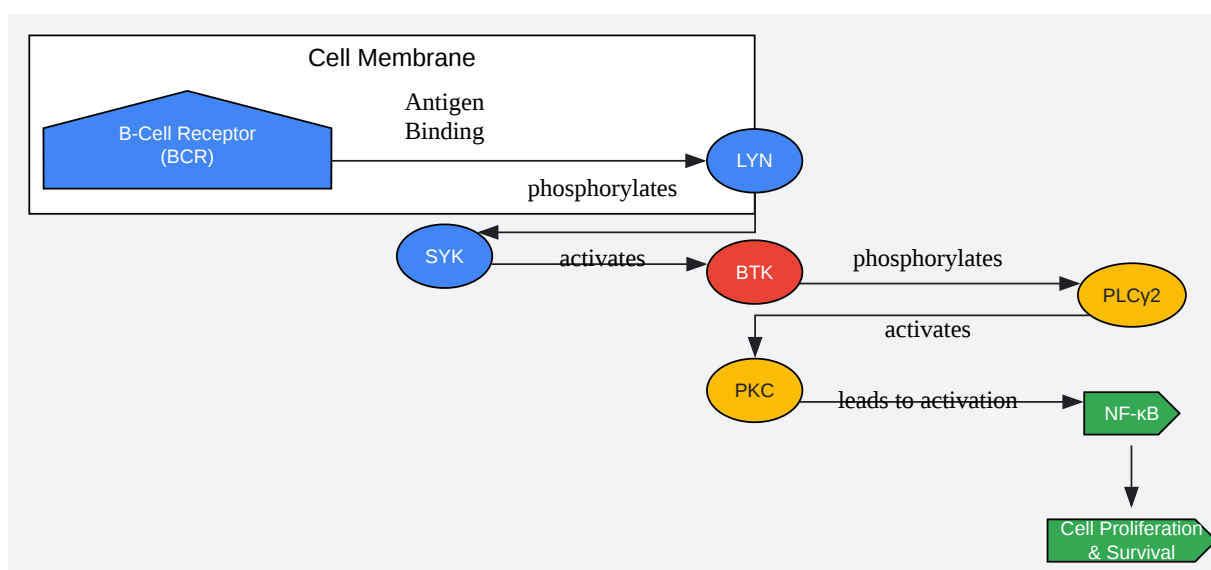 Cell Membrane
Antigen
Binding
B-Cell Receptor
(BCR)
LYN
phosphorylates
SYK
activates
BTK
phosphorylates
PLCγ2
activates
PKC
leads to activation
NF-κB
Cell Proliferation
& Survival